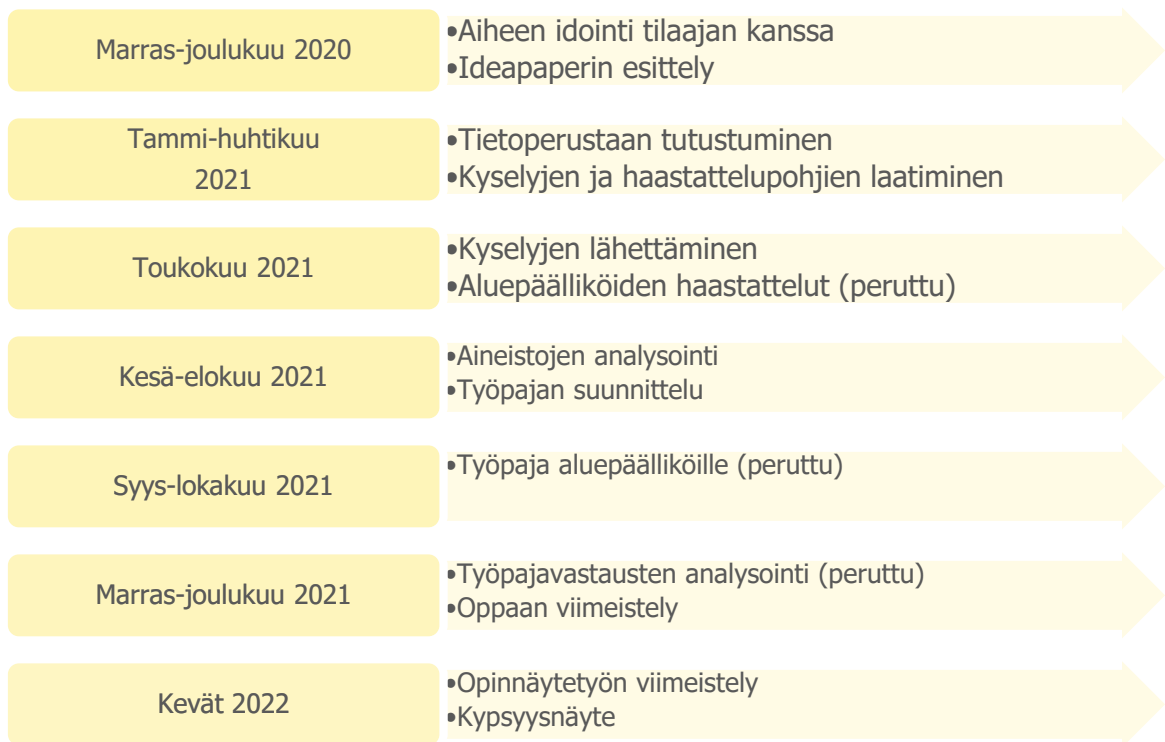 Marras-joulukuu 2020
•Aiheen idointi tilaajan kanssa
•Ideapaperin esittely
Tammi-huhtikuu
2021
•Tietoperustaan tutustuminen
•Kyselyjen ja haastattelupohjien laatiminen
Toukokuu 2021
•Kyselyjen lähettäminen
•Aluepäälliköiden haastattelut (peruttu)
Kesä-elokuu 2021
•Aineistojen analysointi
•Työpajan suunnittelu
Syys-lokakuu 2021
•Työpaja aluepäälliköille (peruttu)
Marras-joulukuu 2021
•Työpajavastausten analysointi (peruttu)
•Oppaan viimeistely
Kevät 2022
•Opinnäytetyön viimeistely
•Kypsyysnäyte